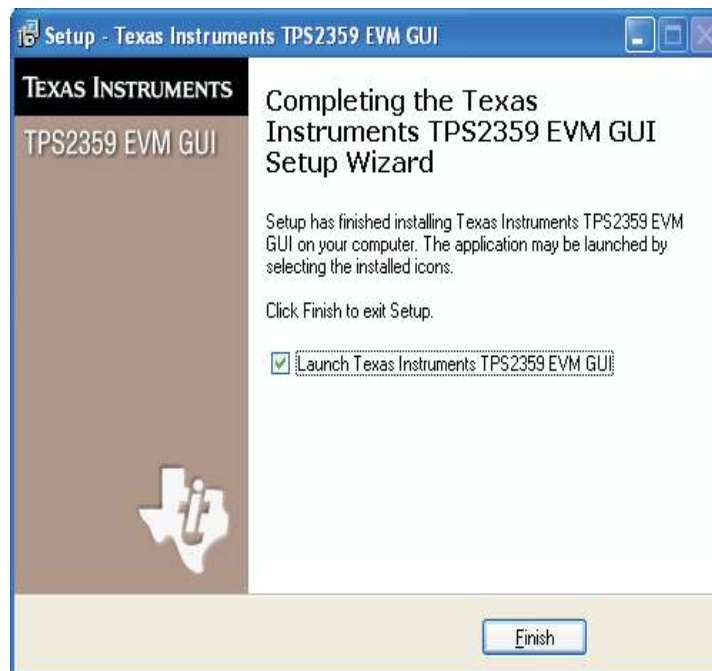 Setup - Texas Instruments TPS2359 EVM GUI
TEXAS INSTRUMENTS
TPS2359 EVM GUI
Completing the Texas
Instruments TPS2359 EVM GUI
Setup Wizard
Setup has finished installing Texas Instruments TPS2359 EVM
GUI on your computer. The application may be launched by
selecting the installed icons.
Click Finish to exit Setup.
Launch Texas Instruments TPS2359 EVM GUI
Finish